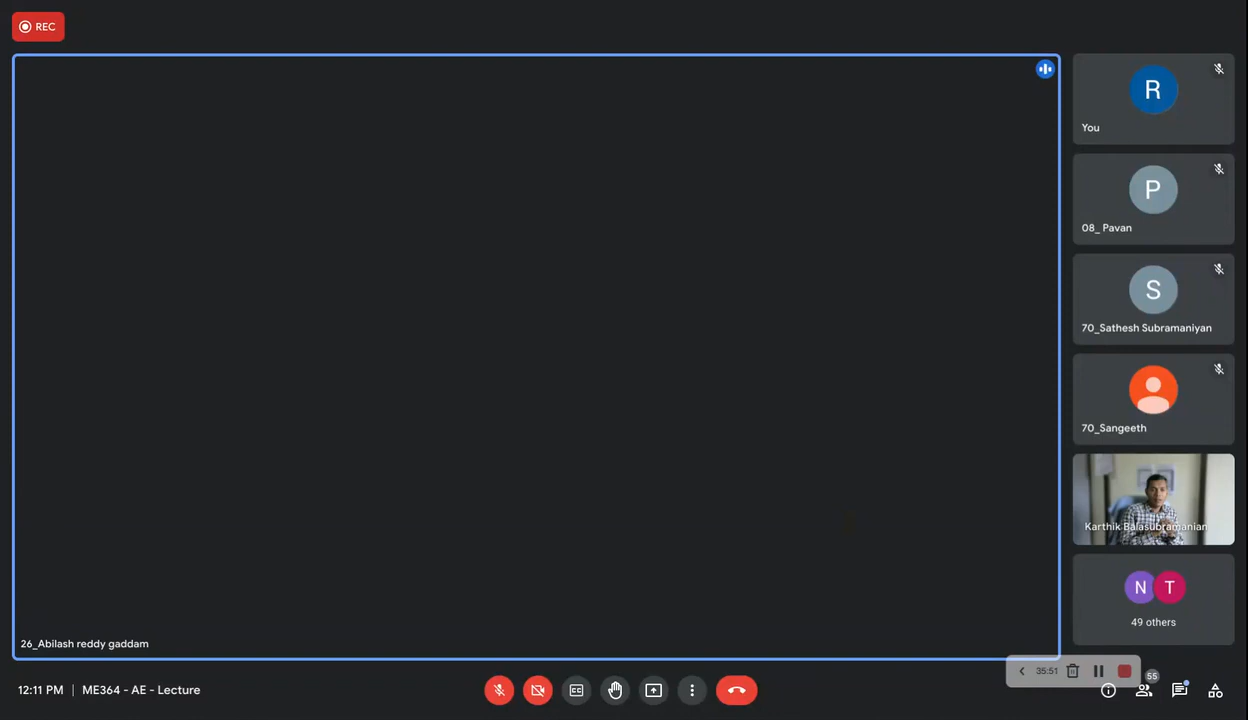 REC
R
You
P
08_ Pavan
S
70_Sathesh Subramaniyan
70_Sangeeth
Karthik Balasubramanian
N T
49 others
26_Abilash reddy gaddam
12:11 PM | ME364 - AE - Lecture
CC
35:51
55